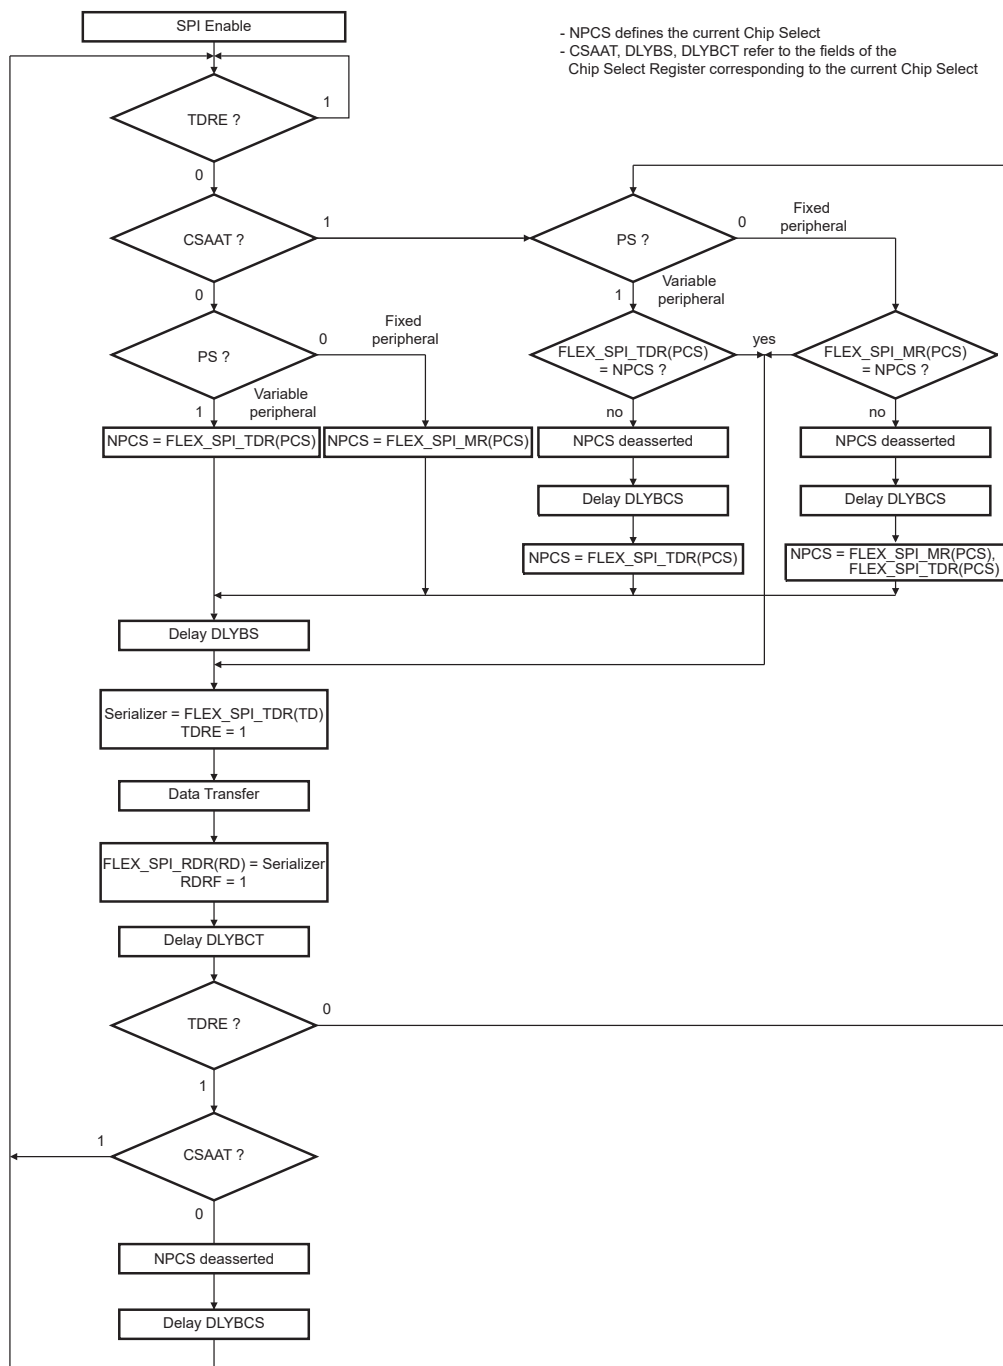 SPI Enable
- NPCS defines the current Chip Select
- CSAAT, DLYBS, DLYBCT refer to the fields of the
Chip Select Register corresponding to the current Chip Select
TDRE ?
1
0
CSAAT ?
1
0
PS ?
0
Fixed
peripheral
1
Variable
peripheral
PS ?
0
Fixed
peripheral
1
Variable
peripheral
NPCS = FLEX_SPI_TDR(PCS)
NPCS = FLEX_SPI_MR(PCS)
FLEX_SPI_TDR(PCS)
= NPCS ?
yes
FLEX_SPI_MR(PCS)
= NPCS ?
no
NPCS deasserted
Delay DLYBCS
NPCS = FLEX_SPI_TDR(PCS)
no
NPCS deasserted
Delay DLYBCS
NPCS = FLEX_SPI_MR(PCS),
FLEX_SPI_TDR(PCS)
Delay DLYBS
Serializer = FLEX_SPI_TDR(TD)
TDRE = 1
Data Transfer
FLEX_SPI_RDR(RD) = Serializer
RDRF = 1
Delay DLYBCT
TDRE ?
0
1
CSAAT ?
1
0
NPCS deasserted
Delay DLYBCS